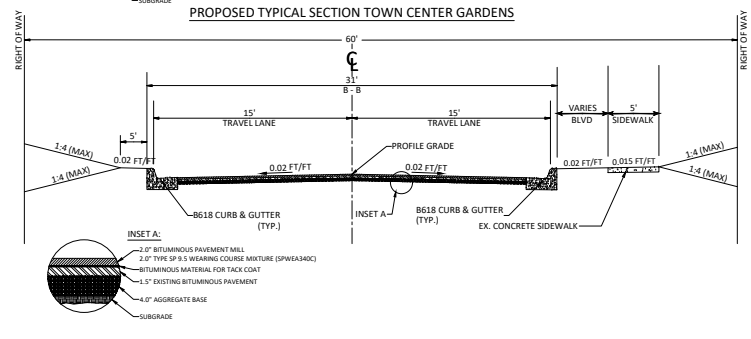 SUBGRADE
PROPOSED TYPICAL SECTION TOWN CENTER GARDENS
RIGHT OF WAY
RIGHT OF WAY
60'
℄
31'
B - B
15'
TRAVEL LANE
15'
TRAVEL LANE
VARIES
BLVD
5'
SIDEWALK
5'
1:4 (MAX)
0.02 FT/FT
1:4 (MAX)
0.02 FT/FT
0.02 FT/FT
PROFILE GRADE
0.02 FT/FT
0.015 FT/FT
1:4 (MAX)
1:4 (MAX)
B618 CURB & GUTTER
(TYP.)
INSET A
B618 CURB & GUTTER
(TYP.)
EX. CONCRETE SIDEWALK
INSET A:
2.0" BITUMINOUS PAVEMENT MILL
2.0" TYPE SP 9.5 WEARING COURSE MIXTURE (SPWEA340C)
BITUMINOUS MATERIAL FOR TACK COAT
1.5" EXISTING BITUMINOUS PAVEMENT
4.0" AGGREGATE BASE
SUBGRADE